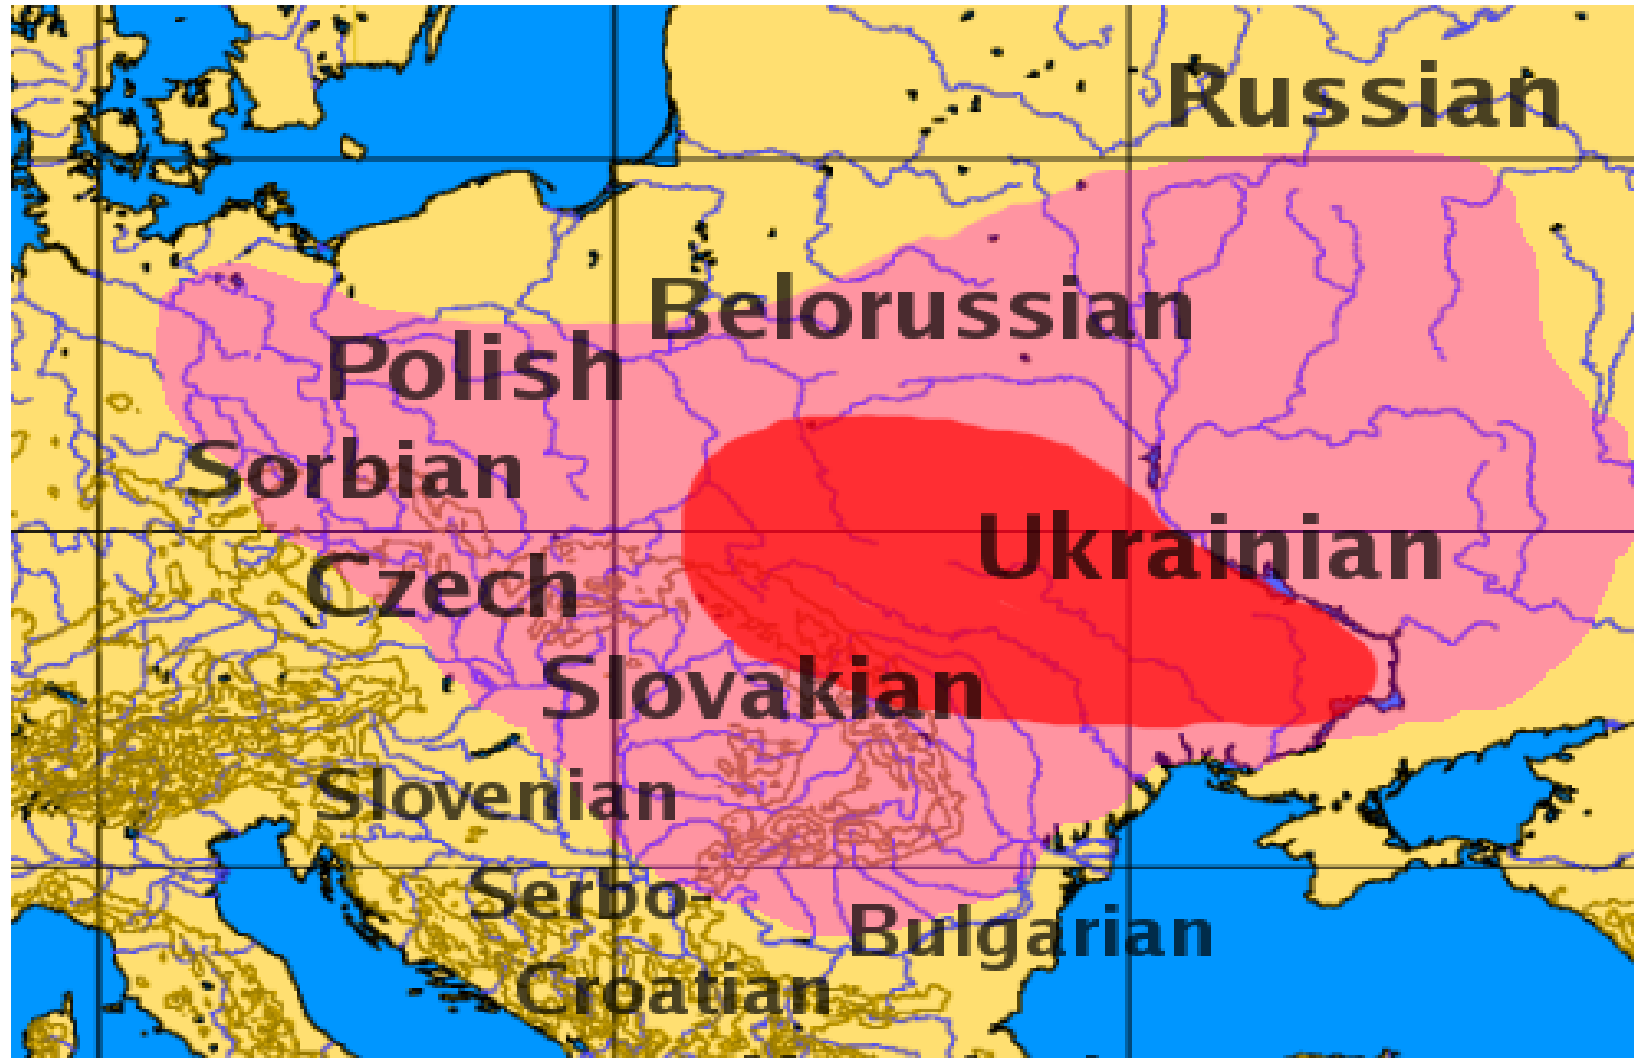 Russian
Belorussian
Polish
Sorbian
Ukrainian
Czech
Slovakian
Slovenian
Serbo-
Croatian
Bulgarian